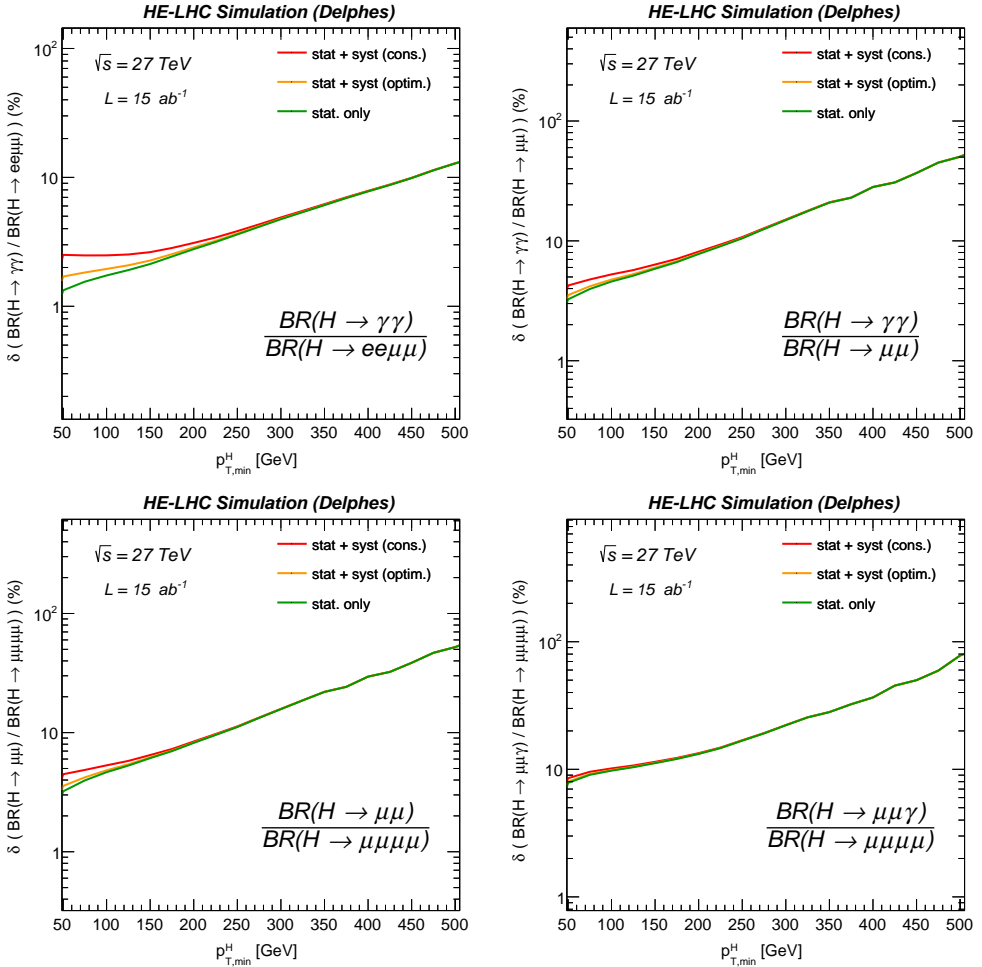 HE-LHC Simulation (Delphes)
√s = 27 TeV
L = 15 ab⁻¹
stat + syst (cons.)
stat + syst (optim.)
stat. only
δ ( BR(H → γγ) / BR(H → eeμμ) ) (%)
10²
10
1
BR(H → γγ)
BR(H → eeμμ)
50 100 150 200 250 300 350 400 450 500
p^H_T,min [GeV]
HE-LHC Simulation (Delphes)
√s = 27 TeV
L = 15 ab⁻¹
stat + syst (cons.)
stat + syst (optim.)
stat. only
δ ( BR(H → γγ) / BR(H → μμ) ) (%)
10²
10
1
BR(H → γγ)
BR(H → μμ)
50 100 150 200 250 300 350 400 450 500
p^H_T,min [GeV]
HE-LHC Simulation (Delphes)
√s = 27 TeV
L = 15 ab⁻¹
stat + syst (cons.)
stat + syst (optim.)
stat. only
δ ( BR(H → μμ) / BR(H → μμμμ) ) (%)
10²
10
1
BR(H → μμ)
BR(H → μμμμ)
50 100 150 200 250 300 350 400 450 500
p^H_T,min [GeV]
HE-LHC Simulation (Delphes)
√s = 27 TeV
L = 15 ab⁻¹
stat + syst (cons.)
stat + syst (optim.)
stat. only
δ ( BR(H → μμγ) / BR(H → μμμμ) ) (%)
10²
10
1
BR(H → μμγ)
BR(H → μμμμ)
50 100 150 200 250 300 350 400 450 500
p^H_T,min [GeV]